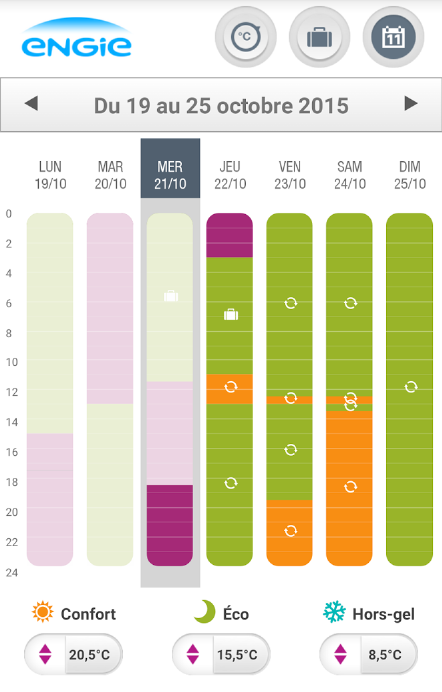 ENGIE
°C
11
Du 19 au 25 octobre 2015
LUN MAR MER JEU VEN SAM DIM
19/10 20/10 21/10 22/10 23/10 24/10 25/10
0
2
4
6
8
10
12
14
16
18
20
22
24
Confort Éco Hors-gel
20,5°C 15,5°C 8,5°C